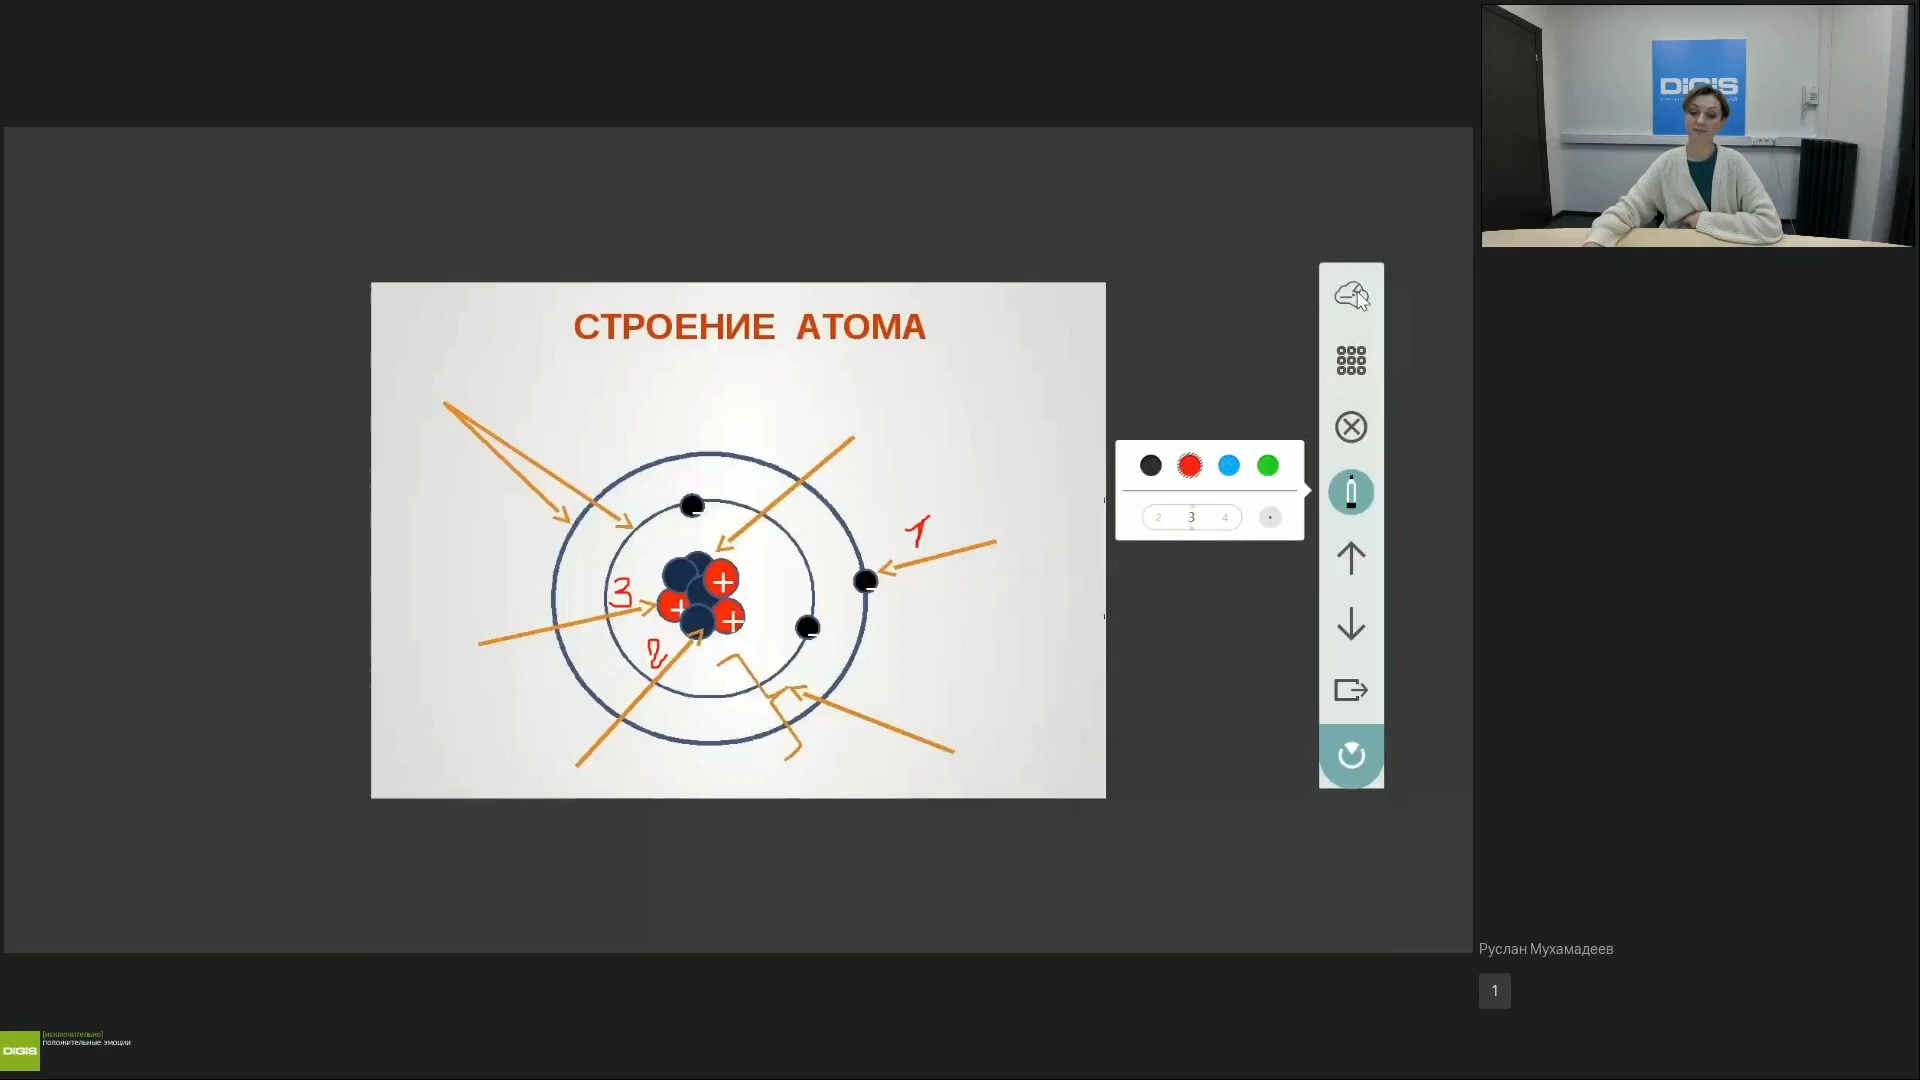 DIGIS
СТРОЕНИЕ АТОМА
1
3
2
+
+
+
-
-
-
2 3 4
Руслан Мухамадеев
1
DIGIS
[исключительно]
положительные эмоции